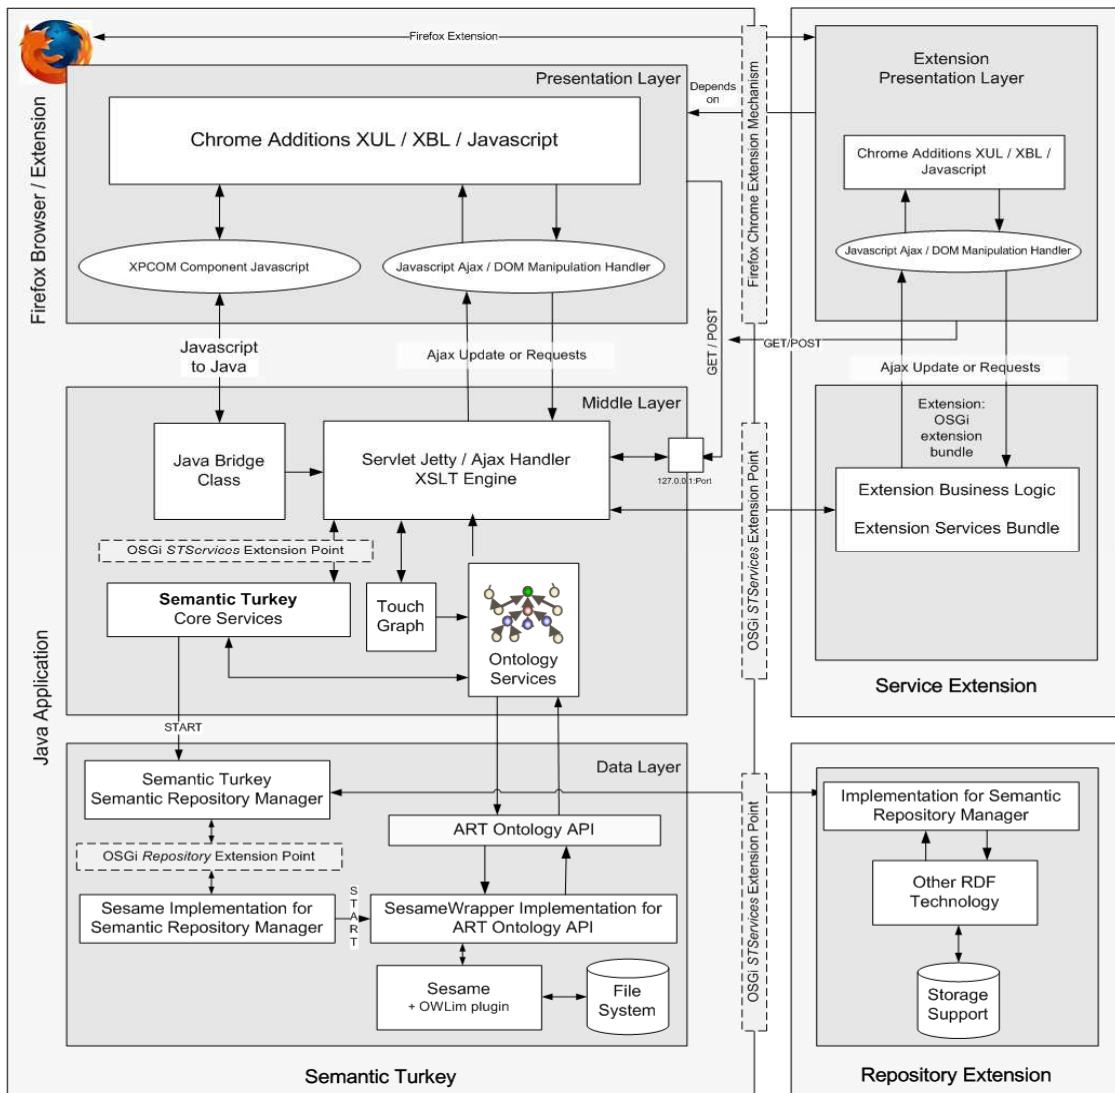 Firefox Extension
Extension
Presentation Layer
Presentation Layer
Depends
on
Chrome Additions XUL / XBL / Javascript
Chrome Additions XUL / XBL /
Javascript
XPCOM Component Javascript
Javascript Ajax / DOM Manipulation Handler
Javascript Ajax / DOM Manipulation Handler
Firefox Browser / Extension
Firefox Chrome Extension Mechanism
Javascript
to Java
Ajax Update or Requests
GET / POST
GET/POST
Ajax Update or Requests
Middle Layer
Extension:
OSGi
extension
bundle
Java Bridge
Class
Servlet Jetty / Ajax Handler
XSLT Engine
127.0.0.1:Port
Extension Business Logic
Extension Services Bundle
OSGi STServices Extension Point
OSGi STServices Extension Point
Semantic Turkey
Core Services
Touch
Graph
Ontology
Services
Service Extension
Java Application
START
Data Layer
Semantic Turkey
Semantic Repository Manager
Implementation for Semantic
Repository Manager
ART Ontology API
OSGi Repository Extension Point
OSGi STServices Extension Point
Other RDF
Technology
Sesame Implementation for
Semantic Repository Manager
START
SesameWrapper Implementation for
ART Ontology API
Sesame
+ OWLim plugin
File
System
Storage
Support
Semantic Turkey
Repository Extension